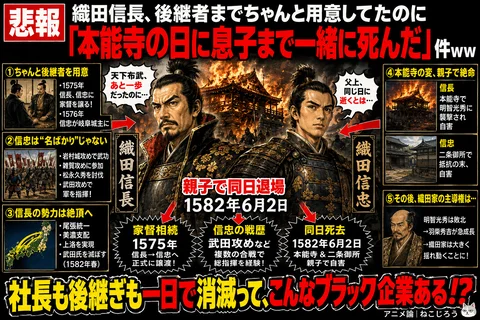 悲報
織田信長、後継者までちゃんと用意してたのに
「本能寺の日に息子まで一緒に死んだ」件ww
①ちゃんと後継者を用意
・1575年
信長、信忠に
家督を譲る!
・1576年
信忠が岐阜城主に
②信忠は“名ばかり”じゃない
・岩村城攻めで武功
・雑賀攻めに参加
・松永久秀を討伐
・武田攻めで
軍を指揮!
③信長の勢力は絶頂へ
・尾張統一
・美濃支配
・上洛を実現
・武田氏を滅ぼす
(1582年春)
天下布武、
あと一歩
だったのに…
父上、
同じ日に
逝くとは…
織田信長
織田信忠
親子で同日退場
1582年6月2日
家督相続
1575年
信長→信忠へ
正式に譲渡!
信忠の戦歴
武田攻めなど
複数の合戦で
総指揮を経験!
同日死去
1582年6月2日
本能寺 & 二条御所
親子で自害
④本能寺の変、親子で絶命
信長
本能寺で
明智光秀に
襲撃され
自害
信忠
二条御所で
抵抗の末、
自害
⑤その後、織田家の主導権は…
明智光秀は敗北
→羽柴秀吉が急成長
→織田家は大きく
揺れ動くことに!
社長も後継ぎも一日で消滅って、こんなブラック企業ある!?
アニメ論|ねこじろう